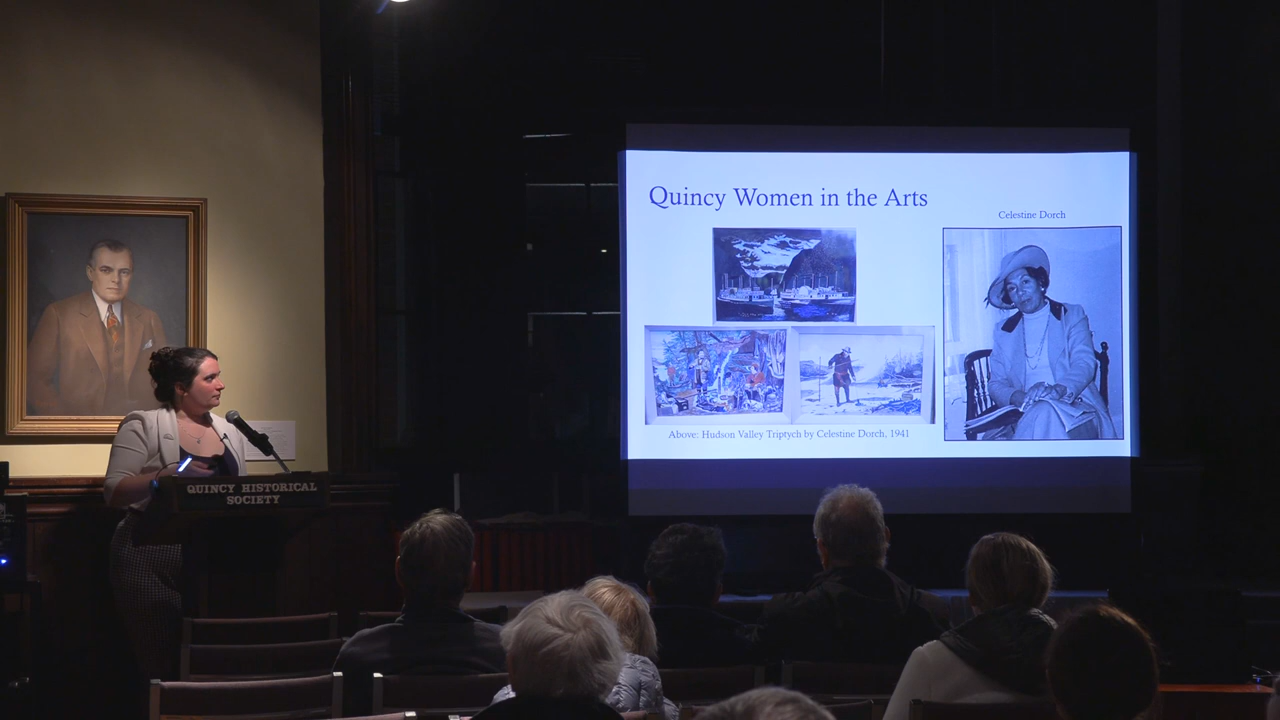 Quincy Women in the Arts
Celestine Dorch
Above: Hudson Valley Triptych by Celestine Dorch, 1941
QUINCY HISTORICAL
SOCIETY